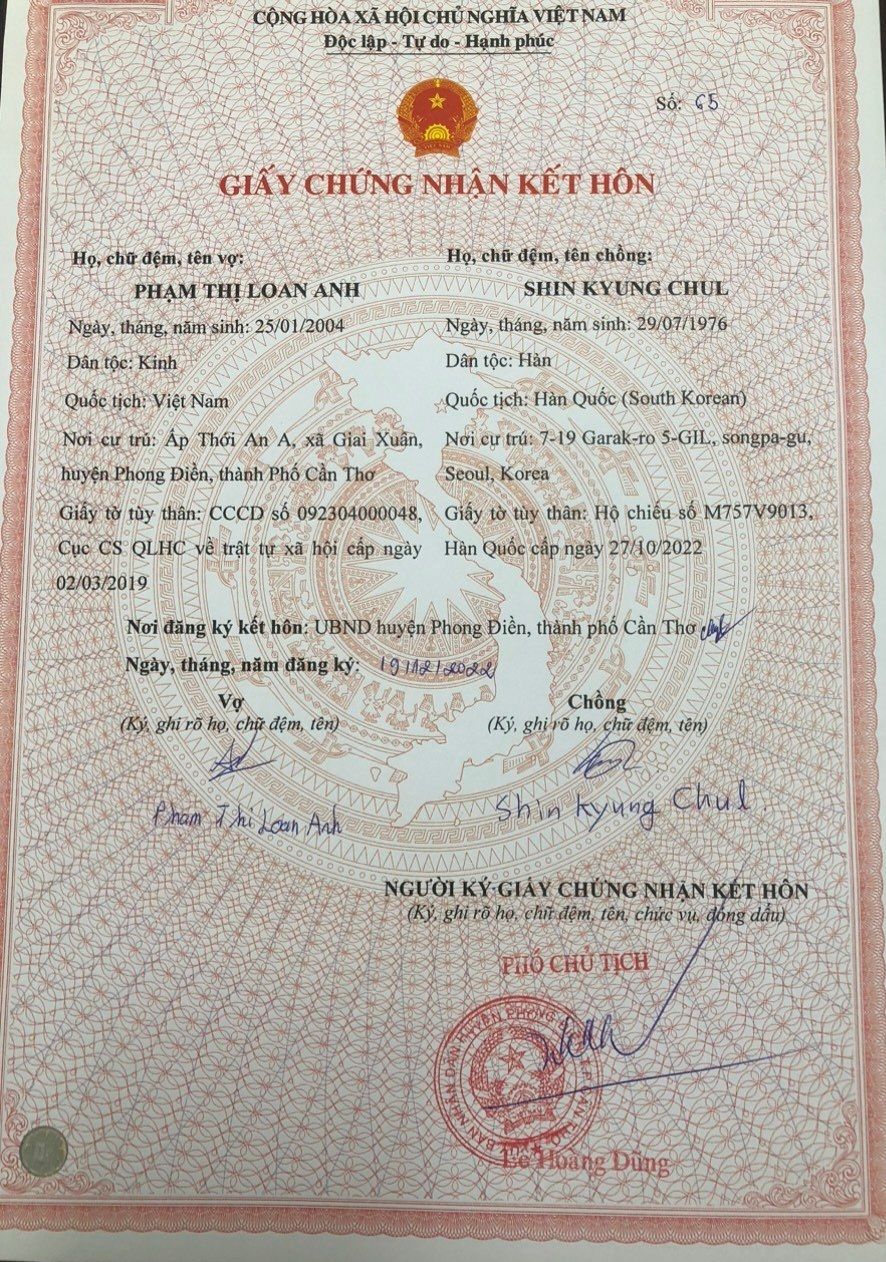 CỘNG HÒA XÃ HỘI CHỦ NGHĨA VIỆT NAM
Độc lập - Tự do - Hạnh phúc
Số: 65
GIẤY CHỨNG NHẬN KẾT HÔN
Họ, chữ đệm, tên vợ:
PHẠM THỊ LOAN ANH
Ngày, tháng, năm sinh: 25/01/2004
Dân tộc: Kinh
Quốc tịch: Việt Nam
Nơi cư trú: Ấp Thới An A, xã Giai Xuân,
huyện Phong Điền, thành Phố Cần Thơ
Giấy tờ tùy thân: CCCD số 092304000048,
Cục CS QLHC về trật tự xã hội cấp ngày
02/03/2019
Họ, chữ đệm, tên chồng:
SHIN KYUNG CHUL
Ngày, tháng, năm sinh: 29/07/1976
Dân tộc: Hàn
Quốc tịch: Hàn Quốc (South Korean)
Nơi cư trú: 7-19 Garak-ro 5-GIL, songpa-gu,
Seoul, Korea
Giấy tờ tùy thân: Hộ chiếu số M757V9013,
Hàn Quốc cấp ngày 27/10/2022
Nơi đăng ký kết hôn: UBND huyện Phong Điền, thành phố Cần Thơ
Ngày, tháng, năm đăng ký: 19/12/2022
Vợ
(Ký, ghi rõ họ, chữ đệm, tên)
Phạm Thị Loan Anh
Chồng
(Ký, ghi rõ họ, chữ đệm, tên)
Shin Kyung Chul
NGƯỜI KÝ GIẤY CHỨNG NHẬN KẾT HÔN
(Ký, ghi rõ họ, chữ đệm, tên, chức vụ, đóng dấu)
PHÓ CHỦ TỊCH
Lê Hoàng Dũng